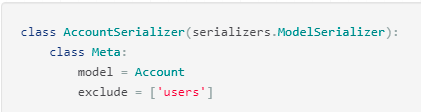 class AccountSerializer(serializers.ModelSerializer):
    class Meta:
        model = Account
        exclude = ['users']